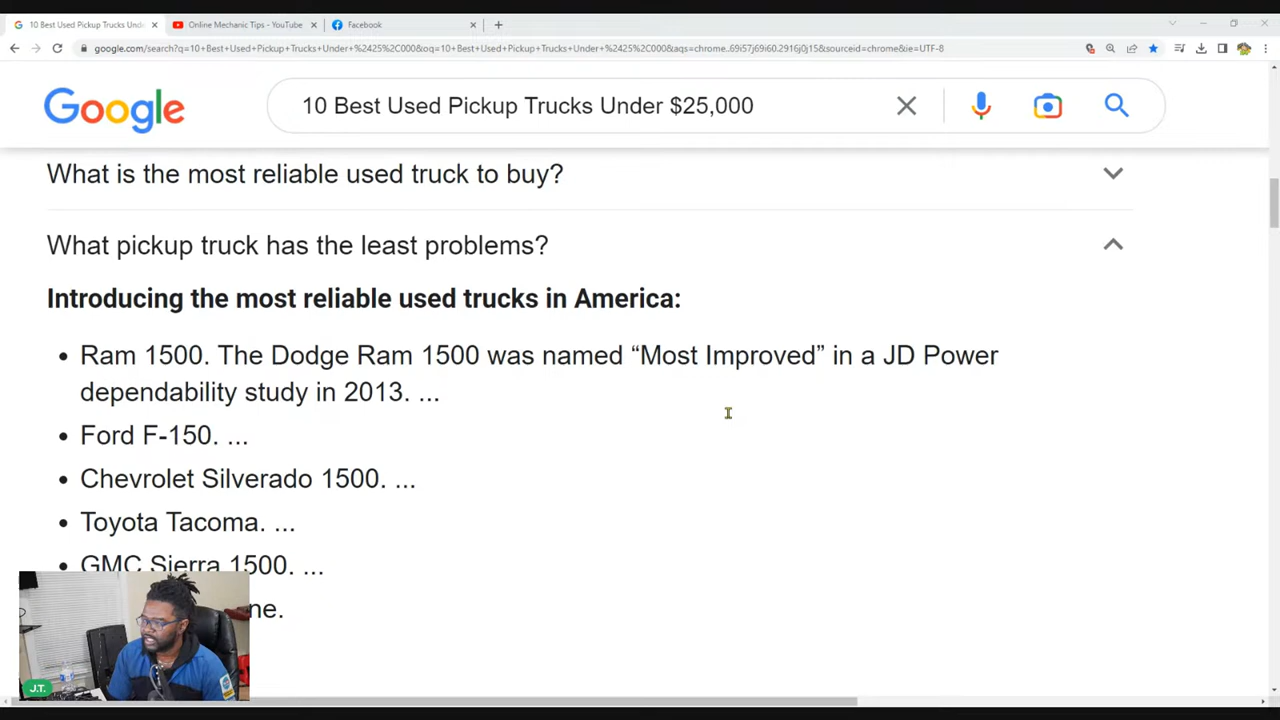 10 Best Used Pickup Trucks Und
Online Mechanic Tips - YouTube
Facebook
google.com/search?q=10+Best+Used+Pickup+Trucks+Under+%2425%2C000&oq=10+Best+Used+Pickup+Trucks+Under+%2425%2C000&aqs=chrome..69i57j69i60.2916j0j15&sourceid=chrome&ie=UTF-8
Google
10 Best Used Pickup Trucks Under $25,000
What is the most reliable used truck to buy?
What pickup truck has the least problems?
Introducing the most reliable used trucks in America:
Ram 1500. The Dodge Ram 1500 was named “Most Improved” in a JD Power
dependability study in 2013. ...
Ford F-150. ...
Chevrolet Silverado 1500. ...
Toyota Tacoma. ...
GMC Sierra 1500. ...
ne.
J.T.